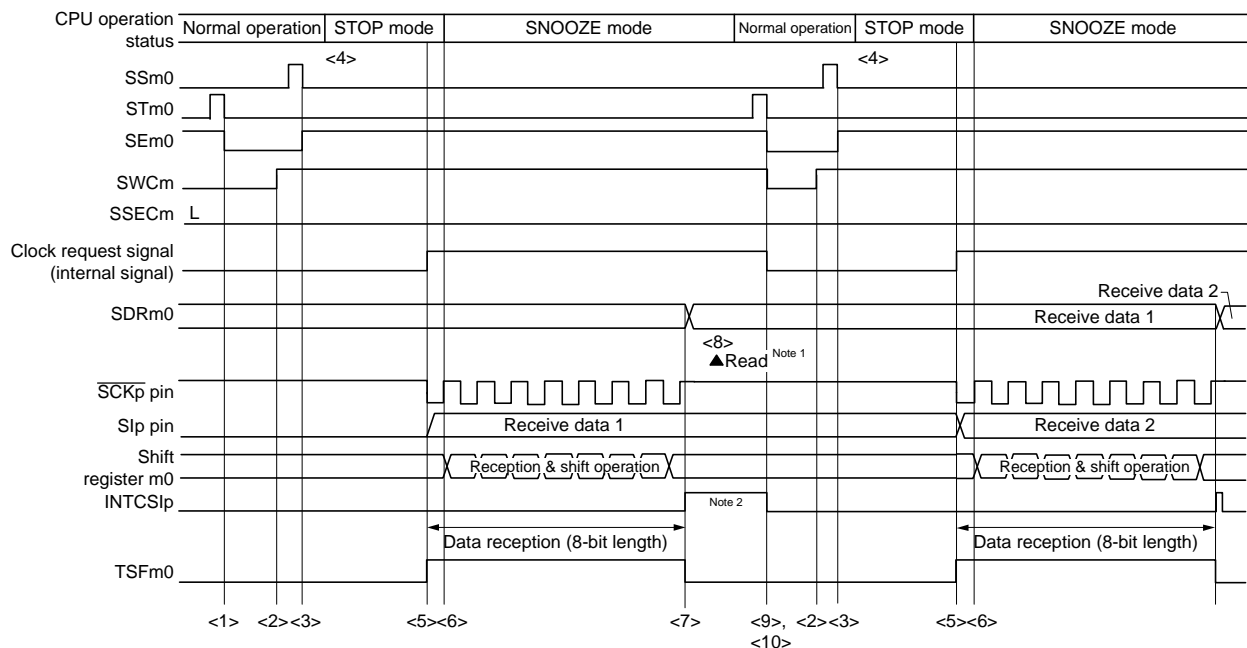 CPU operation
status
Normal operation
STOP mode
SNOOZE mode
Normal operation
STOP mode
SNOOZE mode
<4>
<4>
SSm0
STm0
SEm0
SWCm
SSECm
L
Clock request signal
(internal signal)
Receive data 2
SDRm0
Receive data 1
<8>
▲Read Note 1
SCKp pin
SIp pin
Receive data 1
Receive data 2
Shift
register m0
Reception & shift operation
Reception & shift operation
INTCSIp
Note 2
Data reception (8-bit length)
Data reception (8-bit length)
TSFm0
<1>
<2>
<3>
<5>
<6>
<7>
<9>,
<10>
<2>
<3>
<5>
<6>